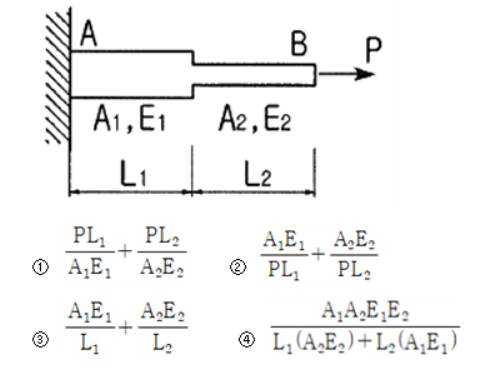 A B P
A1,E1 A2,E2
L1 L2
① PL₁/A₁E₁ + PL₂/A₂E₂ ② A₁E₁/PL₁ + A₂E₂/PL₂
③ A₁E₁/L₁ + A₂E₂/L₂ ④ A₁A₂E₁E₂/L₁(A₂E₂)+L₂(A₁E₁)